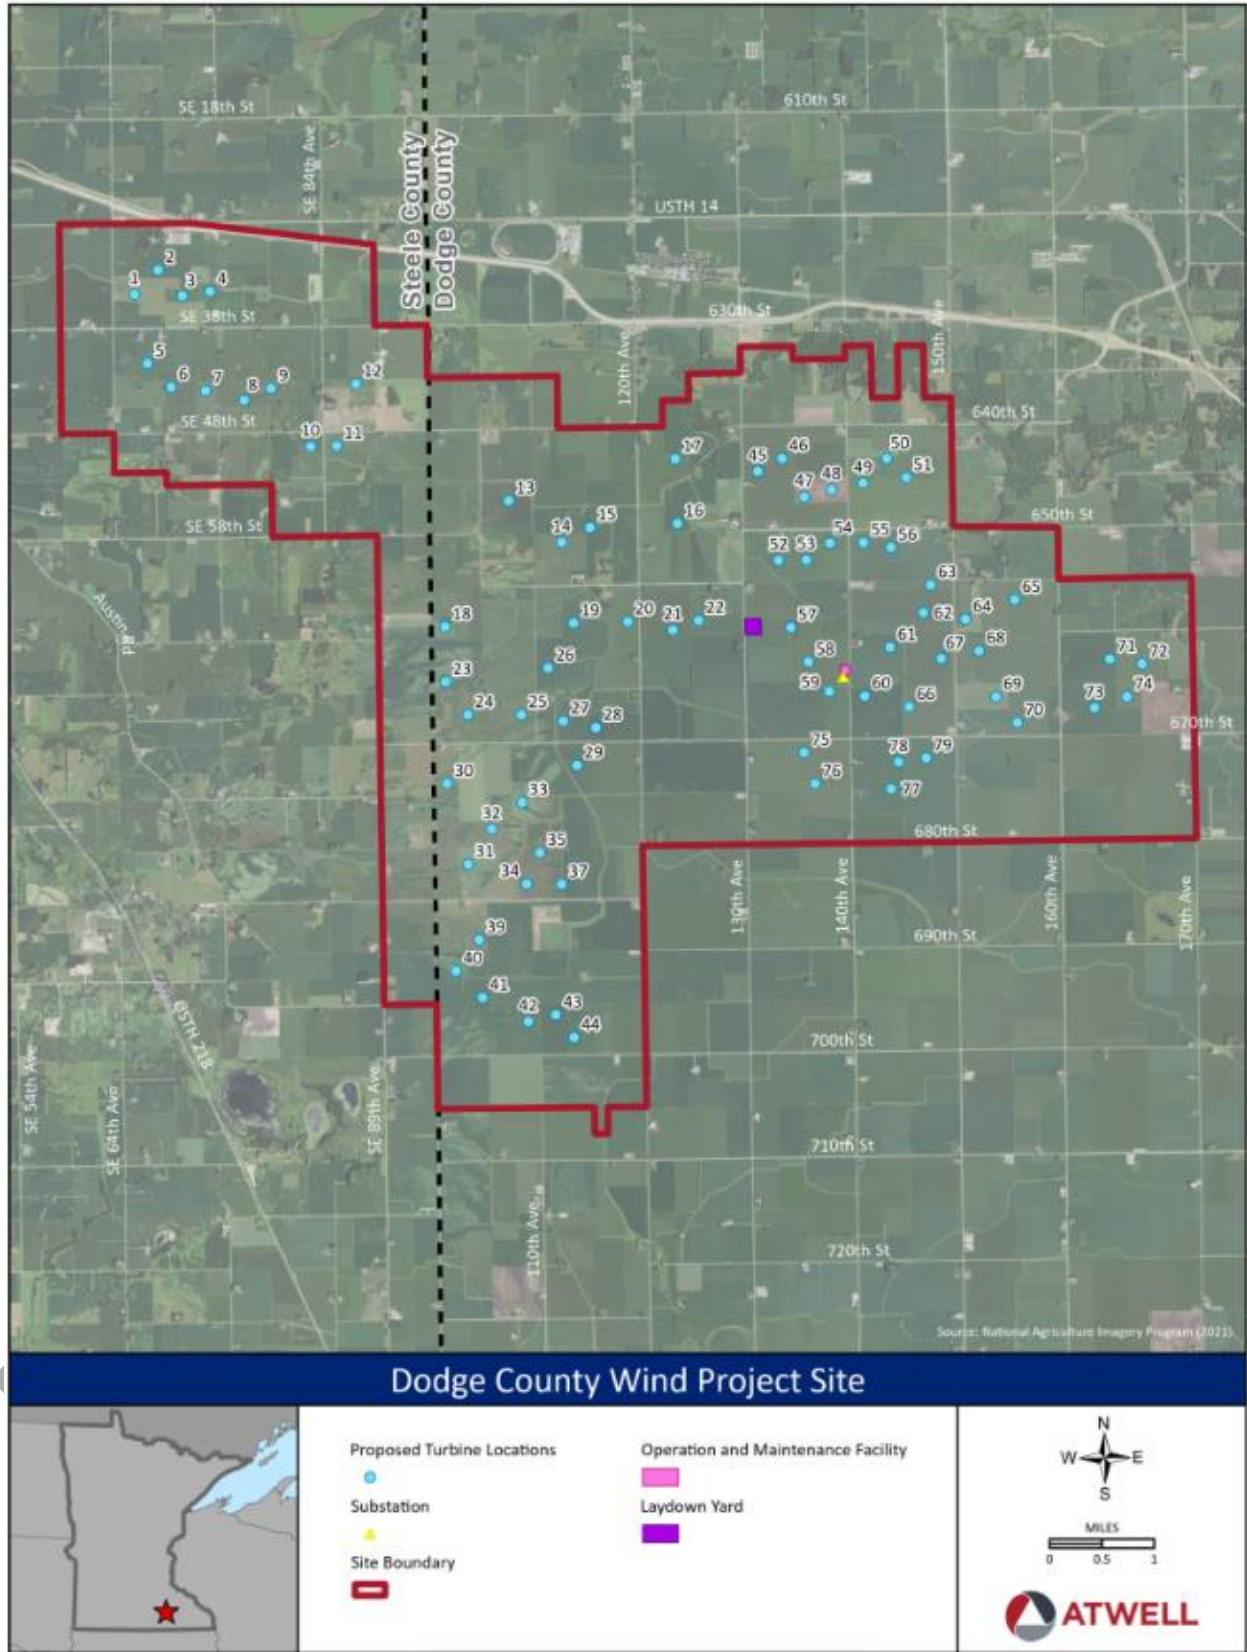 SE 18th St
610th St
SE 84th Ave
Steele County
Dodge County
USTH 14
2
1
3
4
SE 38th St
630th St
150th Ave
120th Ave
5
6
7
8
9
12
640th St
SE 48th St
10
11
17
45
46
50
49
51
47
48
13
650th St
SE 58th St
14
15
16
54
55
56
52
53
63
65
Austin Rd
18
19
20
21
22
57
62
64
61
67
68
58
71
72
26
23
59
60
69
74
73
24
25
27
28
66
70
670th St
75
78
79
29
30
76
77
33
32
680th St
35
31
34
37
130th Ave
140th Ave
160th Ave
170th Ave
39
690th St
40
41
42
43
44
USTH 218
700th St
SE 54th Ave
SE 64th Ave
SE 89th Ave
710th St
110th Ave
720th St
Source: National Agriculture Imagery Program (2021)
Dodge County Wind Project Site
Proposed Turbine Locations
Substation
Site Boundary
Operation and Maintenance Facility
Laydown Yard
N
W
E
S
MILES
0 0.5 1
ATWELL